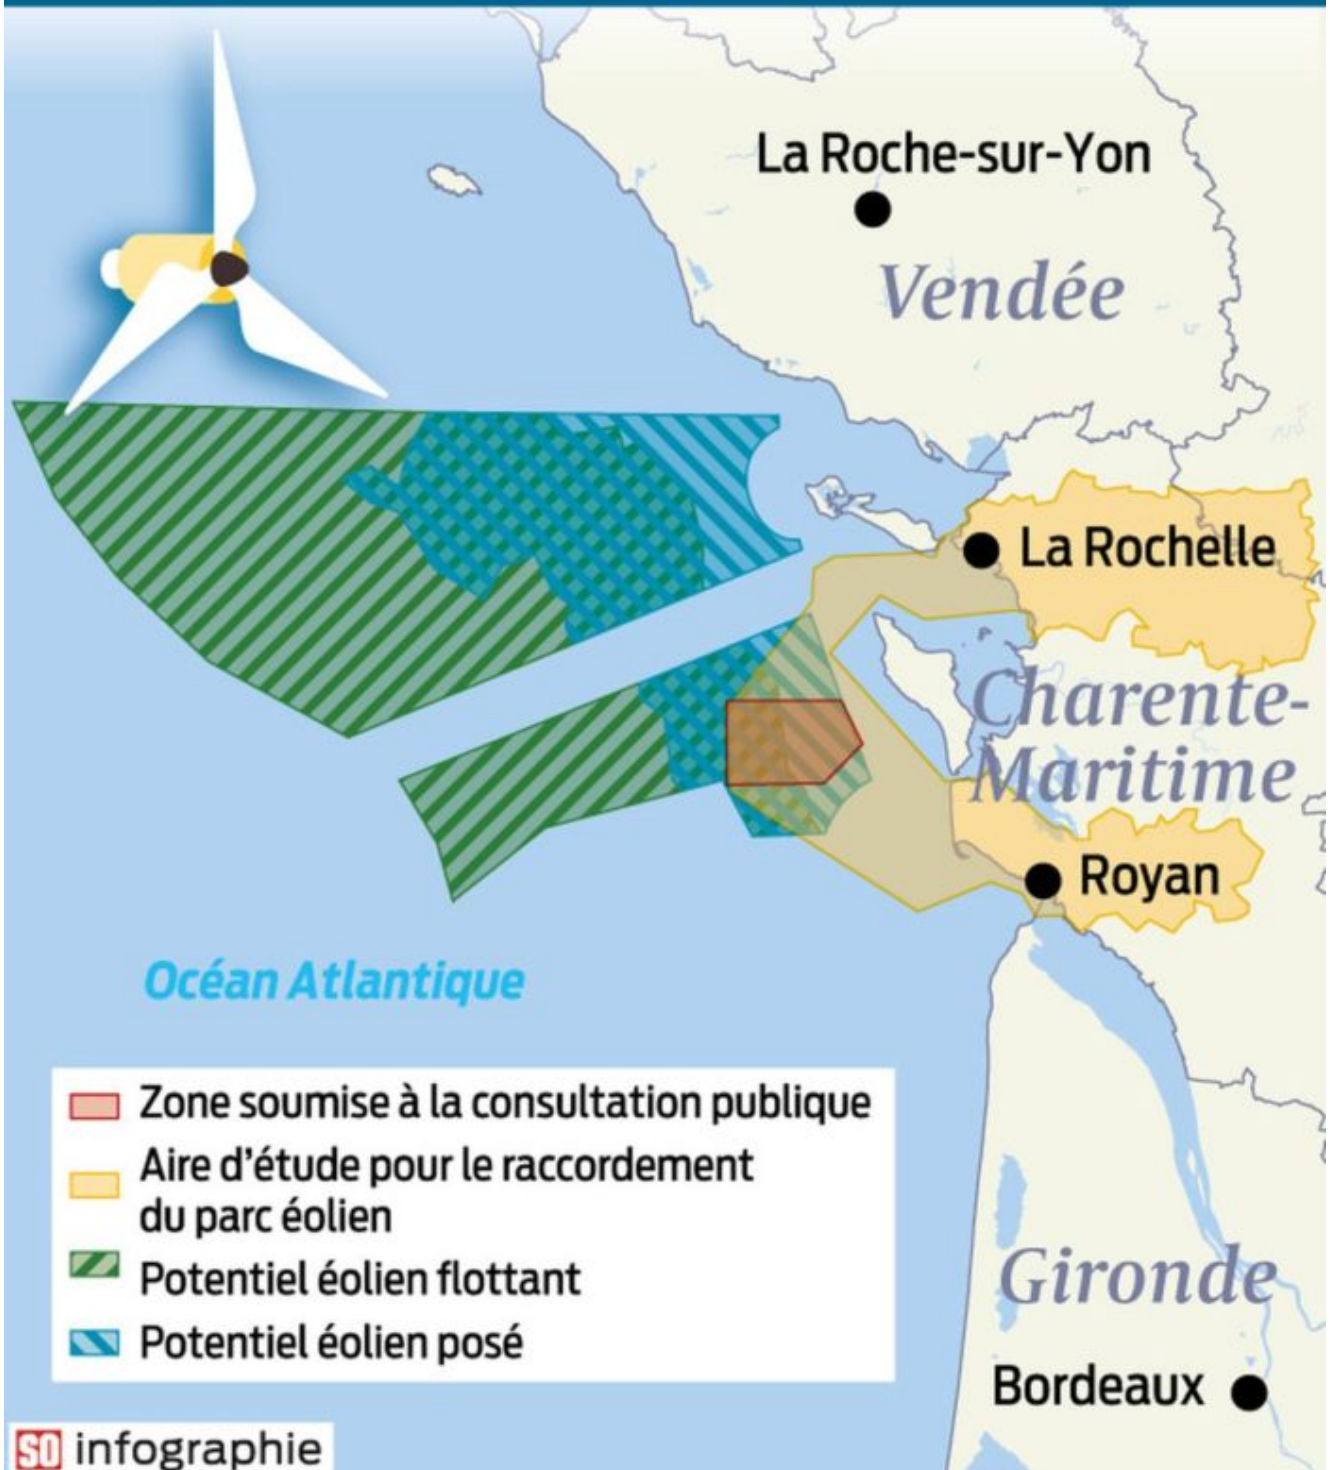 La Roche-sur-Yon
Vendée
La Rochelle
Charente-
Maritime
Royan
Océan Atlantique
Zone soumise à la consultation publique
Aire d'étude pour le raccordement
du parc éolien
Potentiel éolien flottant
Potentiel éolien posé
Gironde
Bordeaux
SO infographie